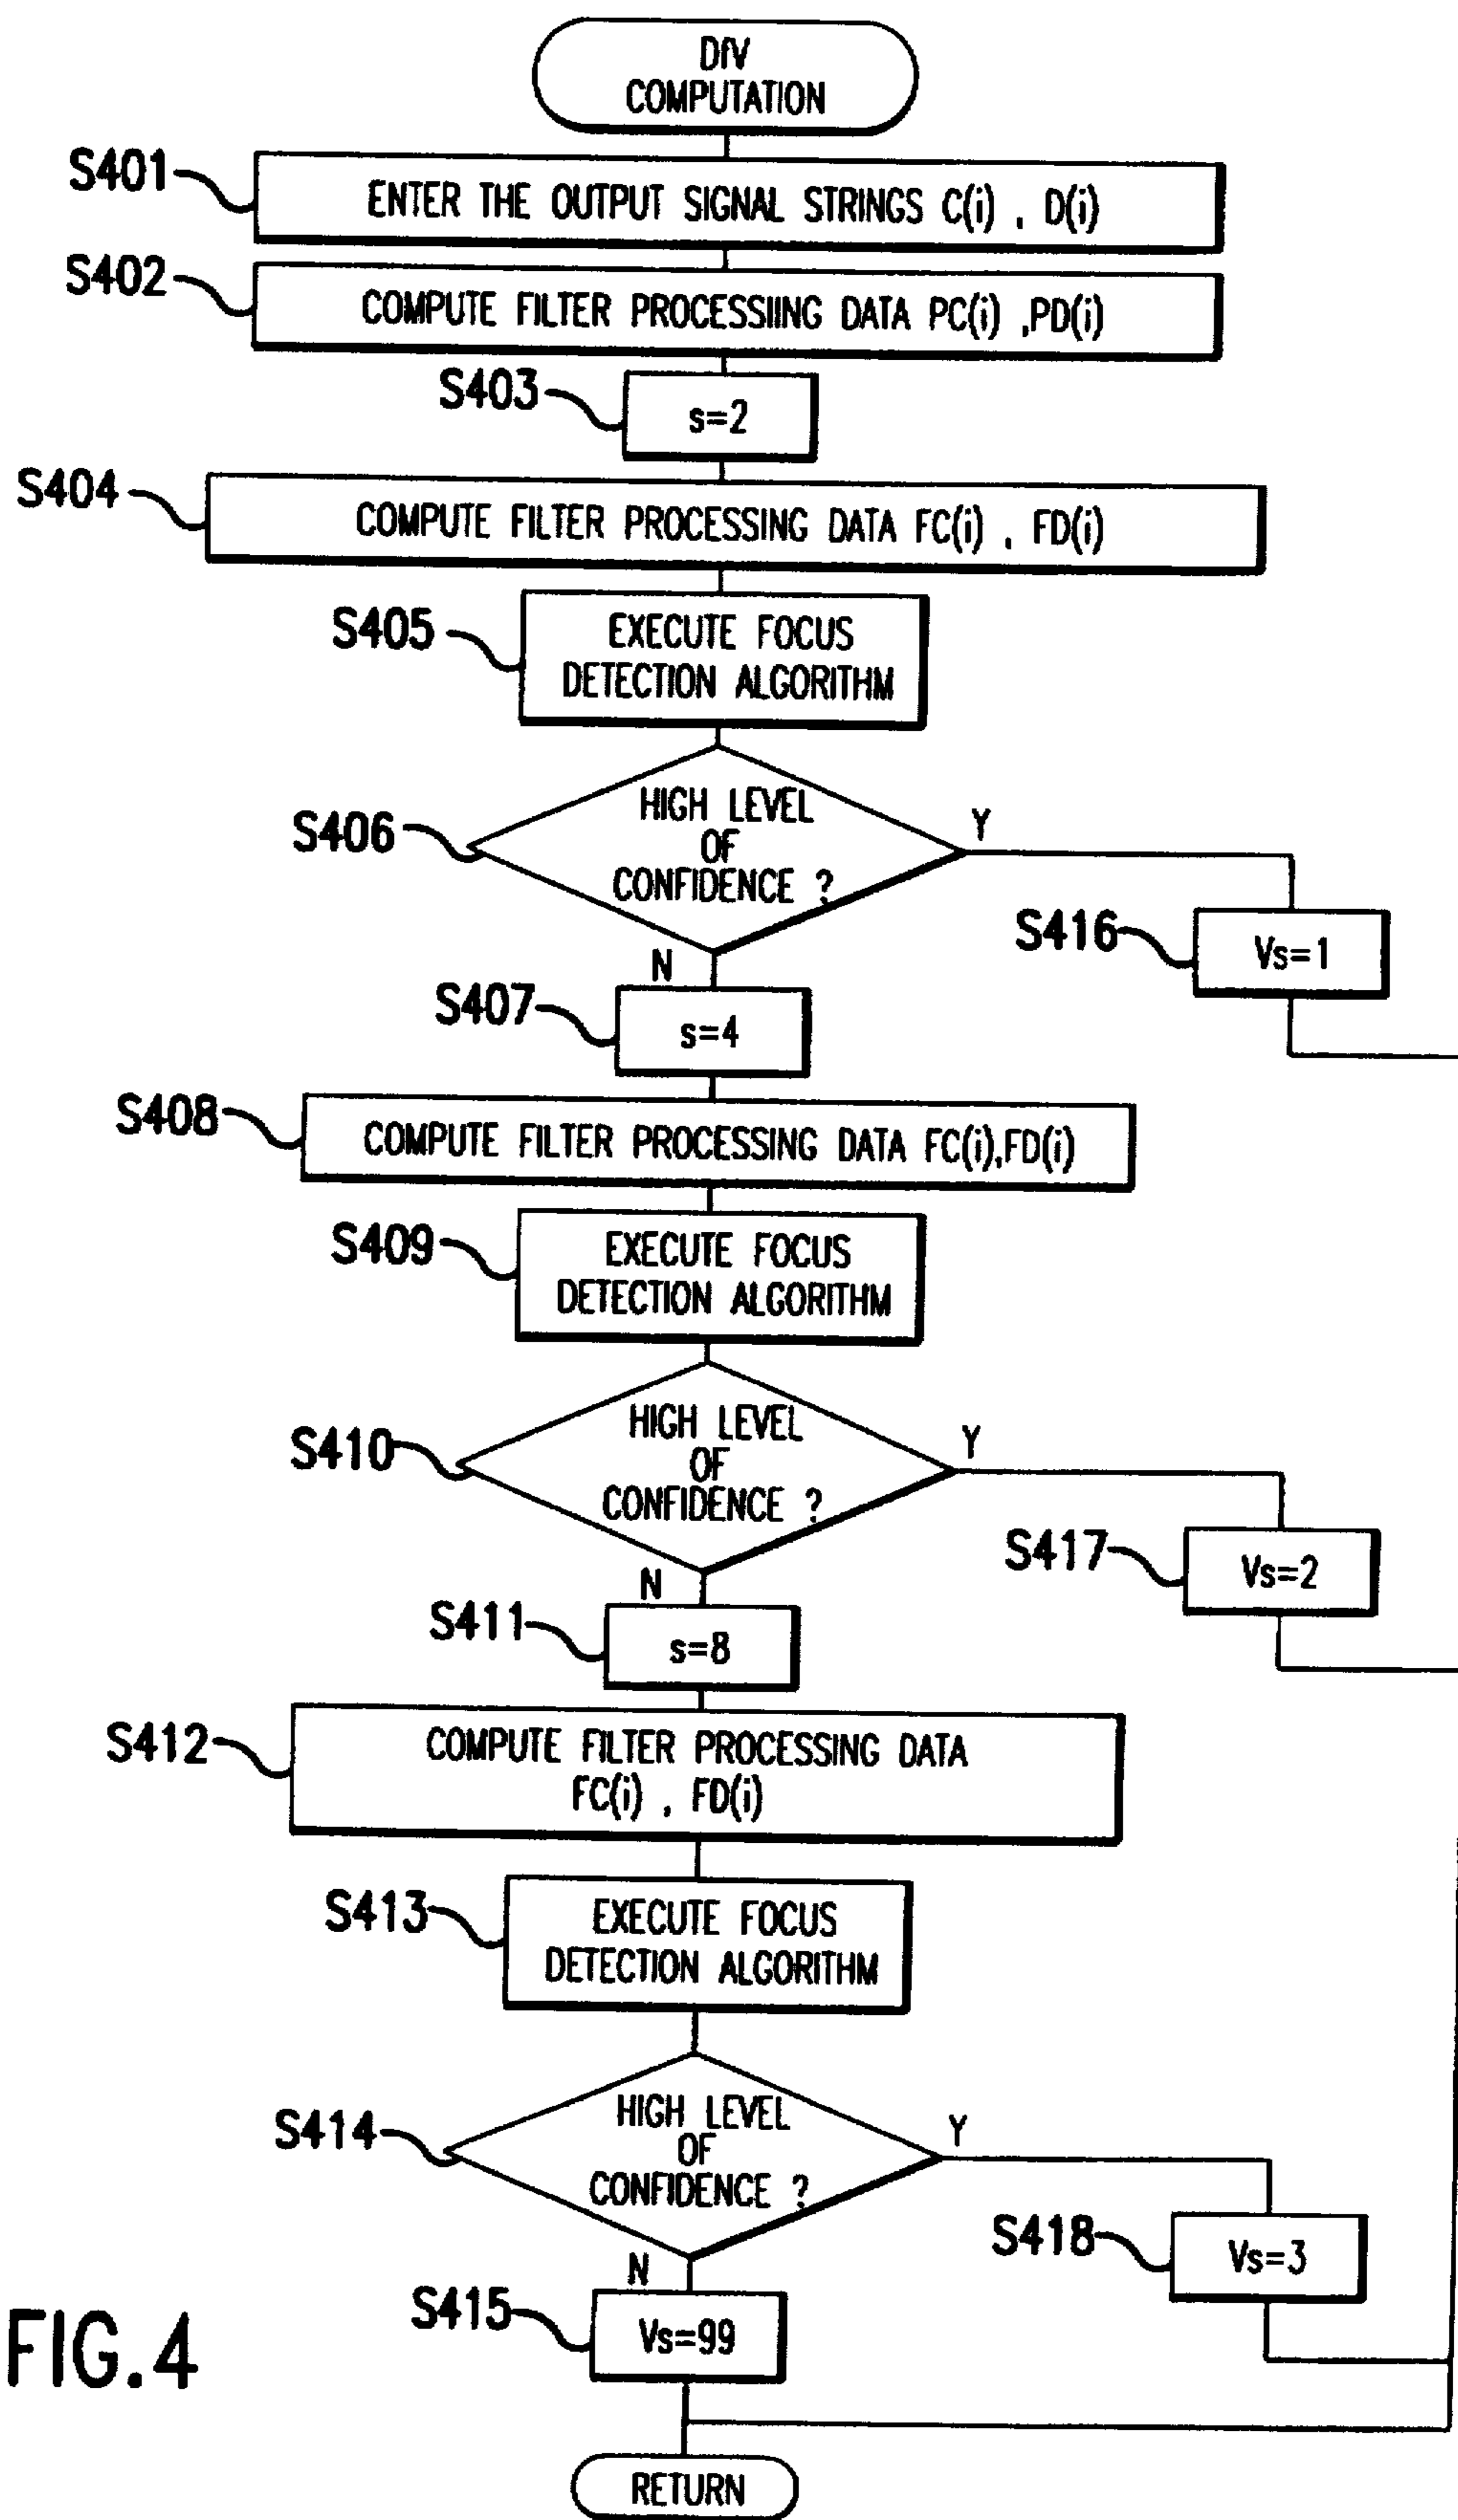 DIV
COMPUTATION
S401
ENTER THE OUTPUT SIGNAL STRINGS C(i) , D(i)
S402
COMPUTE FILTER PROCESSIING DATA PC(i) ,PD(i)
S403
s=2
S404
COMPUTE FILTER PROCESSING DATA FC(i) , FD(i)
S405
EXECUTE FOCUS
DETECTION ALGORITHM
S406
HIGH LEVEL
OF
CONFIDENCE ?
Y
N
S416
Vs=1
S407
s=4
S408
COMPUTE FILTER PROCESSING DATA FC(i),FD(i)
S409
EXECUTE FOCUS
DETECTION ALGORITHM
S410
HIGH LEVEL
OF
CONFIDENCE ?
Y
N
S417
Vs=2
S411
s=8
S412
COMPUTE FILTER PROCESSING DATA
FC(i) , FD(i)
S413
EXECUTE FOCUS
DETECTION ALGORITHM
S414
HIGH LEVEL
OF
CONFIDENCE ?
Y
N
S418
Vs=3
S415
Vs=99
FIG.4
RETURN